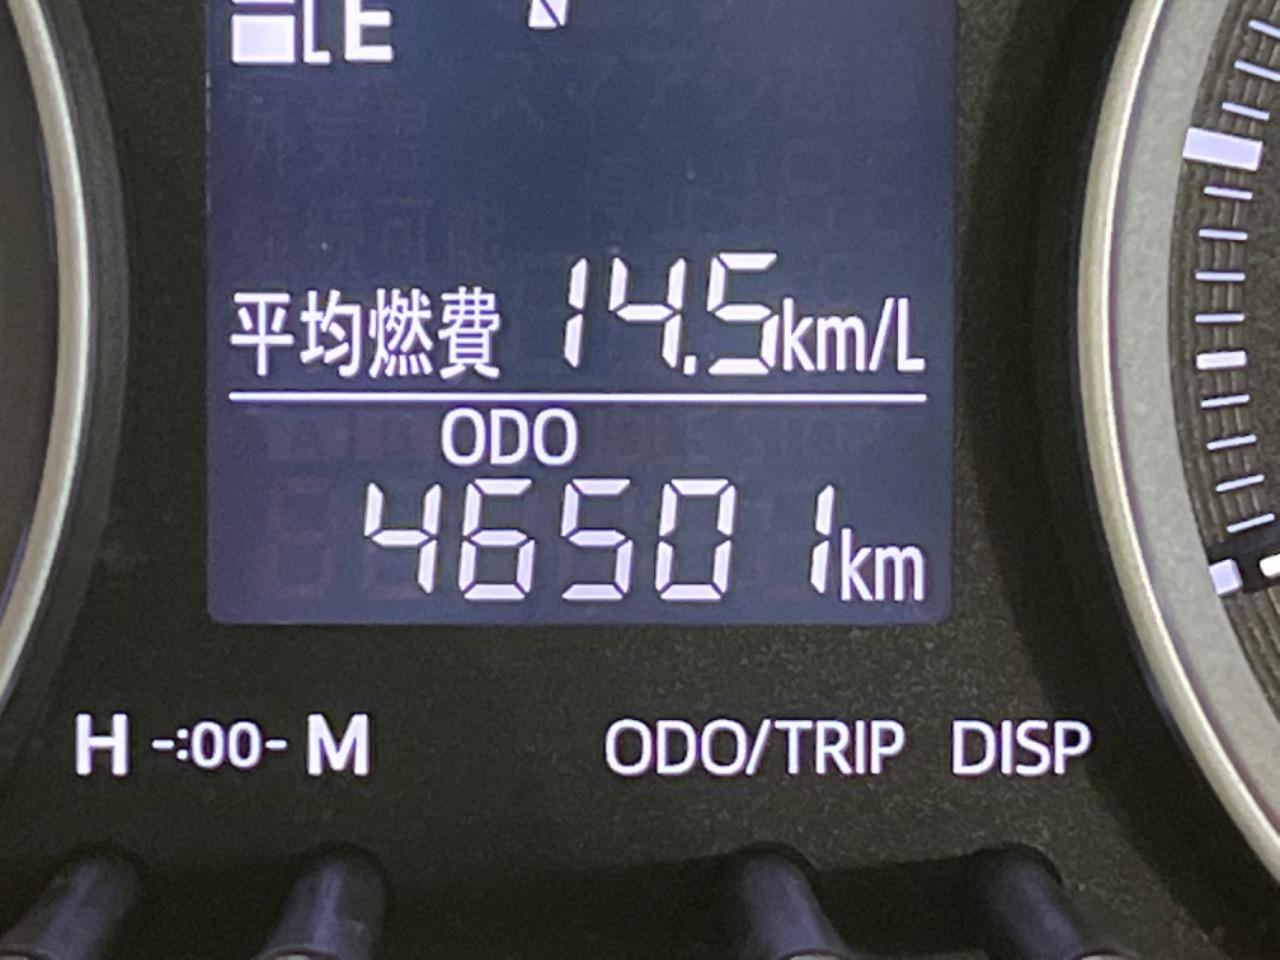 E
平均燃費 14.5km/L
ODO
46501km
H -:00- M ODO/TRIP DISP